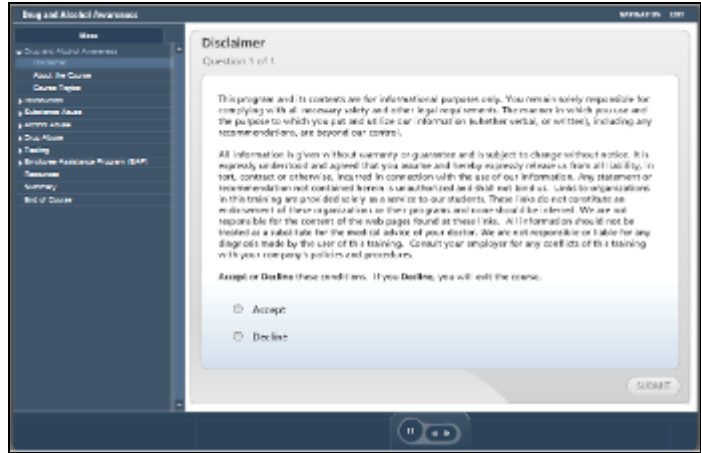 Drug and Alcohol Awareness
NAVIGATION EXIT
Menu
Drug and Alcohol Awareness
Disclaimer
About the Course
Course Topics
Introduction
Substance Abuse
Alcohol Abuse
Drug Abuse
Testing
Employee Assistance Program (EAP)
Resources
Summary
End of Course
Disclaimer
Question 1 of 1
This program and its contents are for informational purposes only. You remain solely responsible for
complying with all necessary safety and other legal requirements. The manner in which you use and
the purpose to which you put and utilize our information (whether verbal, or written), including any
recommendations, are beyond our control.
All information is given without warranty or guarantee and is subject to change without notice. It is
expressly understood and agreed that you assume and hereby expressly release us from all liability, in
tort, contract or otherwise, incurred in connection with the use of our information. Any statement or
recommendation not contained herein is unauthorized and shall not bind us. Links to organizations
in this training are provided solely as a service to our students. These links do not constitute an
endorsement of these organizations or their programs and none should be inferred. We are not
responsible for the content of the web pages found at these links. All information should not be
treated as a substitute for the medical advice of your doctor. We are not responsible or liable for any
diagnosis made by the user of this training. Consult your employer for any conflicts of this training
with your company's policies and procedures.
Accept or Decline these conditions. If you Decline, you will exit the course.
Accept
Decline
SUBMIT